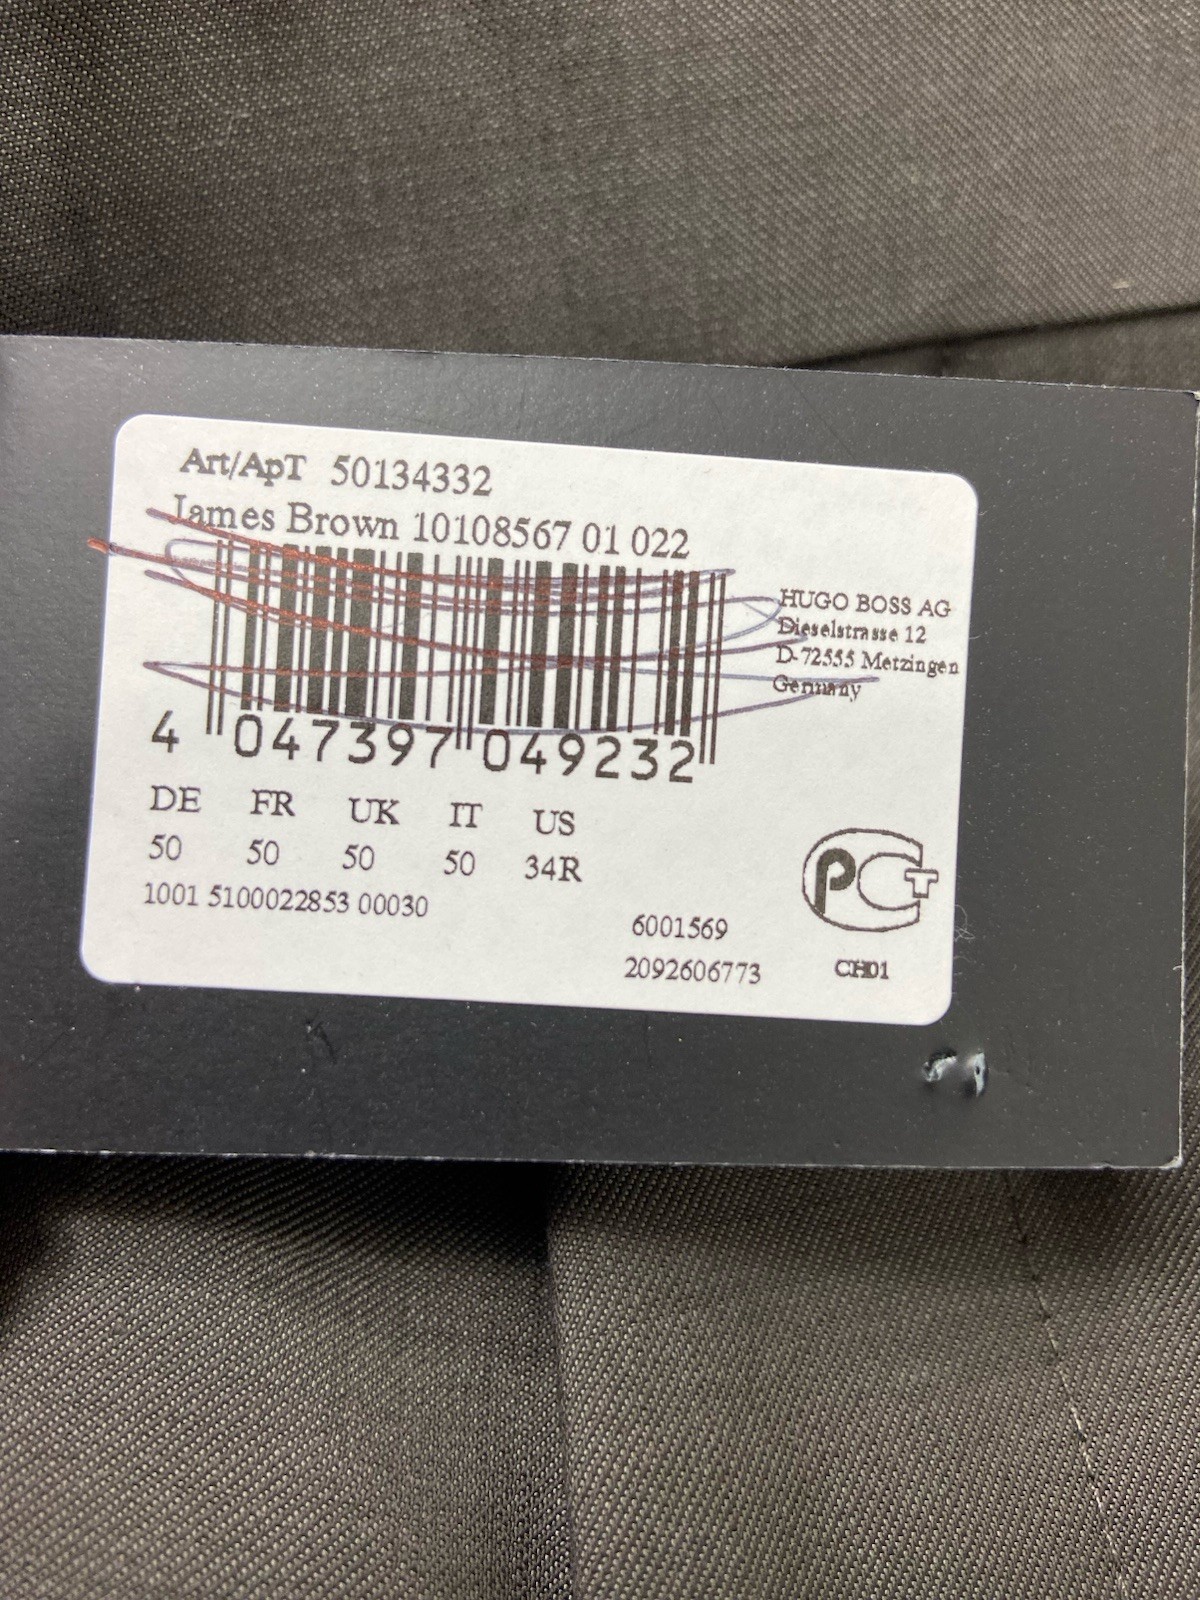 Art/ApT 50134332
James Brown 10108567 01 022
HUGO BOSS AG
Dieselstrasse 12
D-72555 Metzingen
Germany
4 047397 049232
DE FR UK IT US
50 50 50 50 34R
1001 5100022853 00030
6001569
2092606773
PCT
CH01